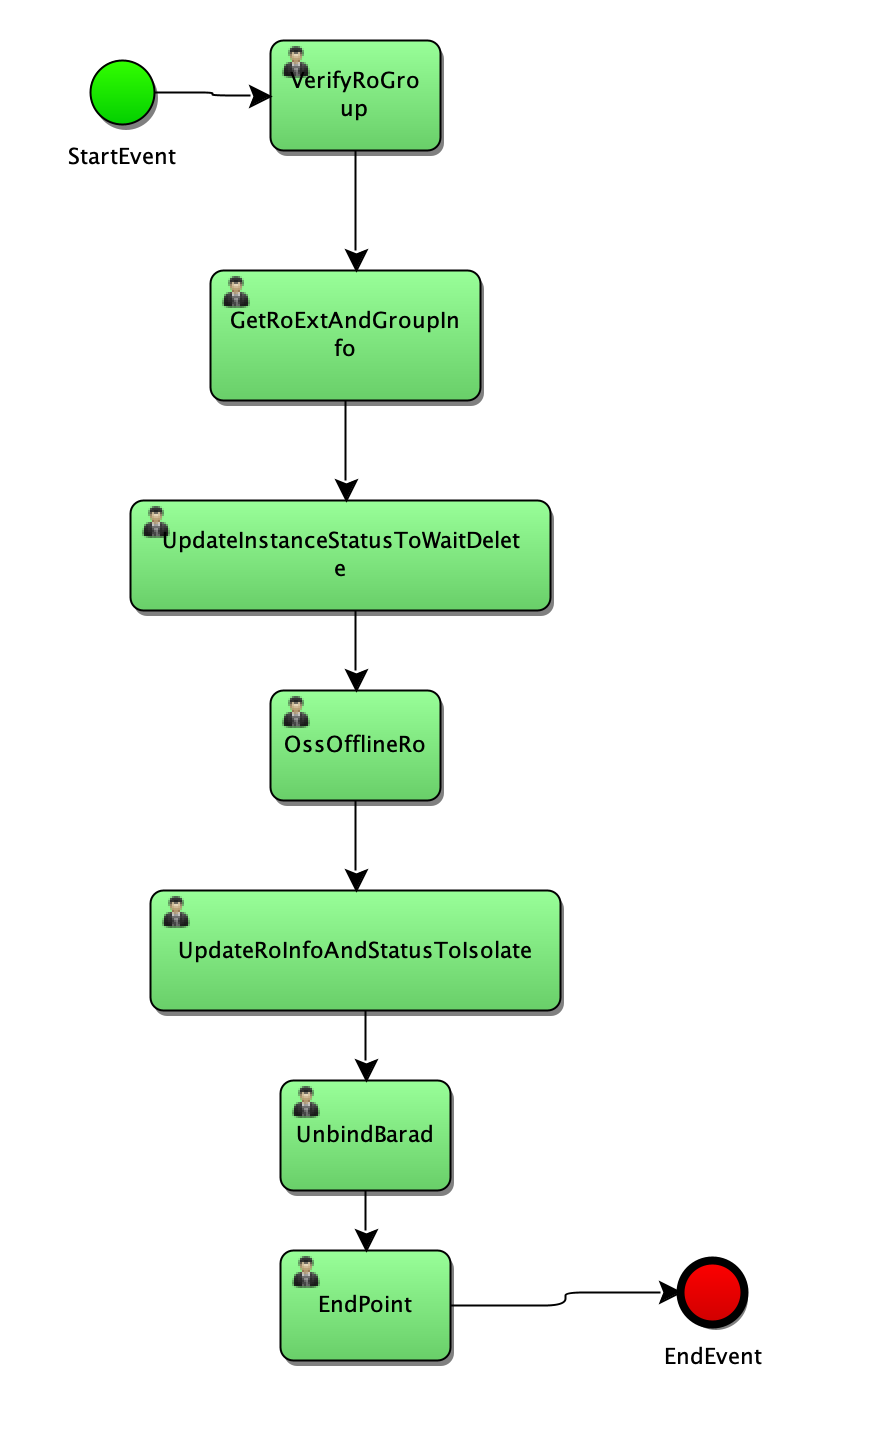 VerifyRoGro
up
StartEvent
GetRoExtAndGroupIn
fo
UpdateInstanceStatusToWaitDelet
e
OssOfflineRo
UpdateRoInfoAndStatusToIsolate
UnbindBarad
EndPoint
EndEvent